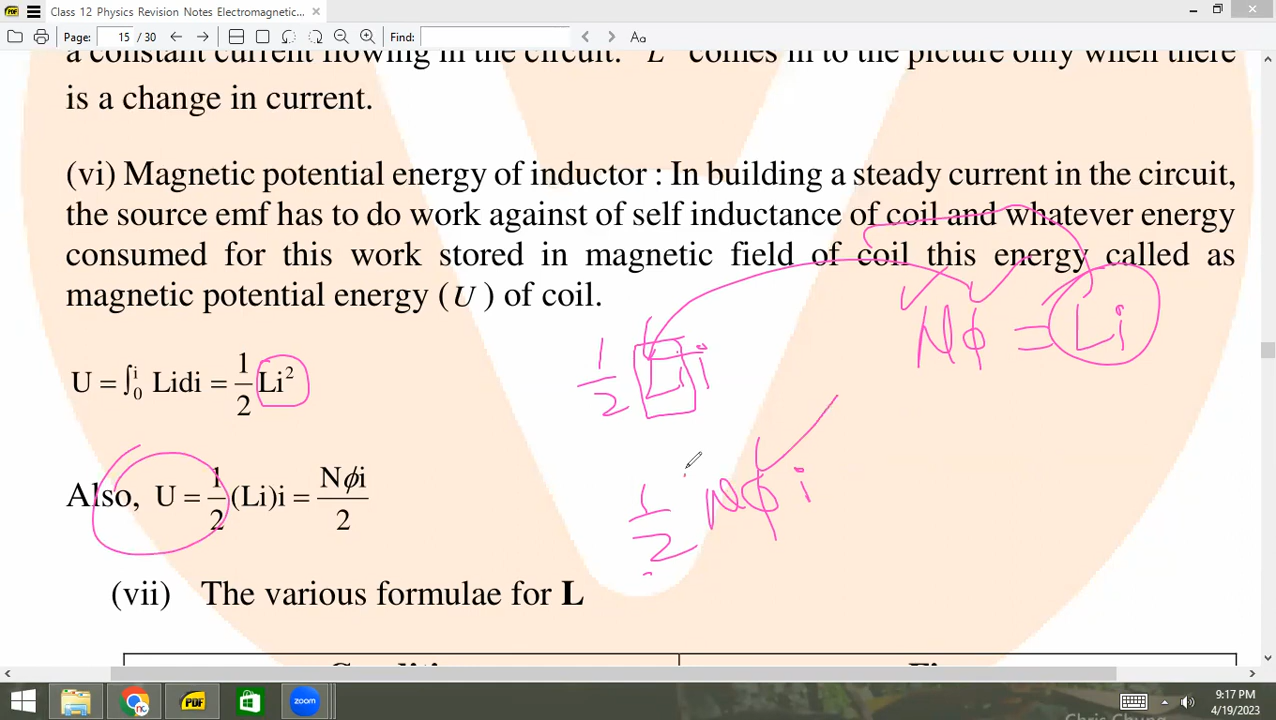 Class 12 Physics Revision Notes Electromagnetic...
Page: 15 / 30 Find: Aa
a constant current flowing in the circuit. "L" comes in to the picture only when there
is a change in current.
(vi) Magnetic potential energy of inductor : In building a steady current in the circuit,
the source emf has to do work against of self inductance of coil and whatever energy
consumed for this work stored in magnetic field of coil this energy called as
magnetic potential energy (U) of coil.
Nϕ = Li
1/2 Li i
U = ∫₀ⁱ Lidi = 1/2 Li²
Also, U = 1/2 (Li)i = Nϕi/2
1/2 Nϕ i
(vii) The various formulae for L
PDF zoom
9:17 PM
4/19/2023